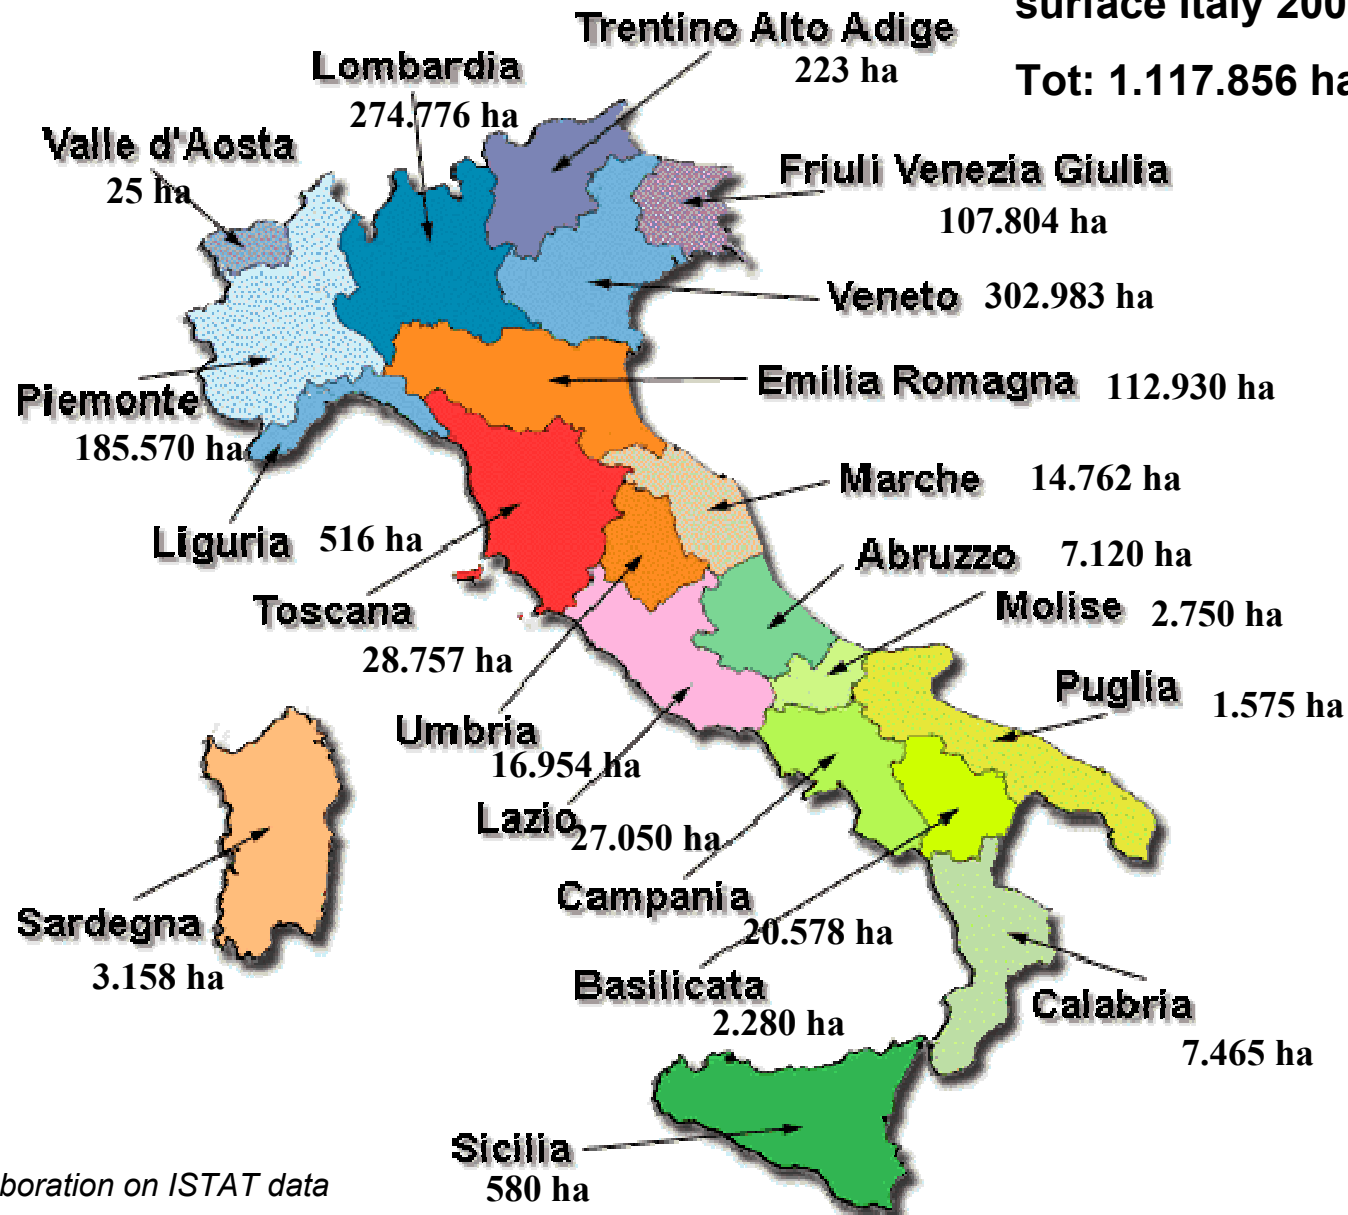 surface Italy 200
Tot: 1.117.856 ha
Trentino Alto Adige
223 ha
Lombardia
274.776 ha
Valle d'Aosta
25 ha
Friuli Venezia Giulia
107.804 ha
Veneto 302.983 ha
Emilia Romagna 112.930 ha
Piemonte
185.570 ha
Marche 14.762 ha
Liguria 516 ha
Abruzzo 7.120 ha
Molise 2.750 ha
Toscana
28.757 ha
Puglia 1.575 ha
Umbria
16.954 ha
Lazio
27.050 ha
Campania
20.578 ha
Sardegna
3.158 ha
Basilicata
2.280 ha
Calabria
7.465 ha
Sicilia
580 ha
boration on ISTAT data